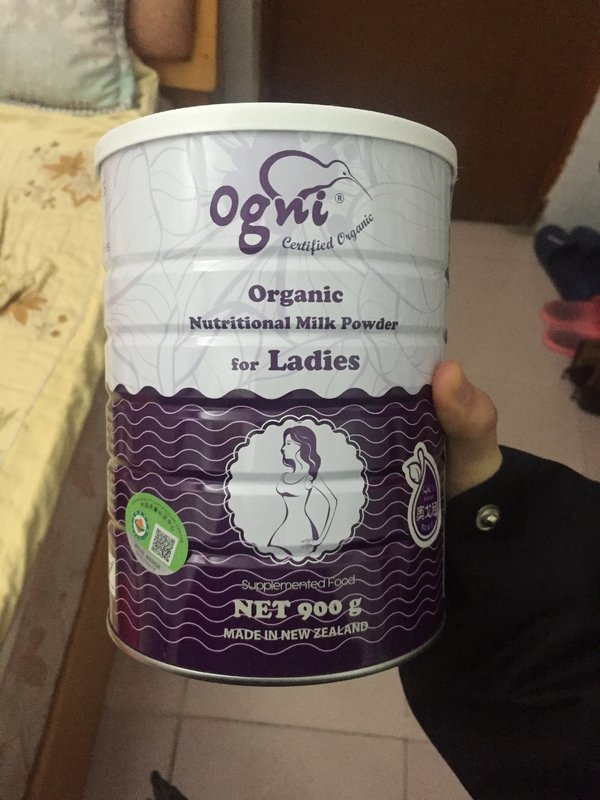 Ogni®
Certified Organic
Organic
Nutritional Milk Powder
for Ladies
Supplemented Food
NET 900 g
MADE IN NEW ZEALAND